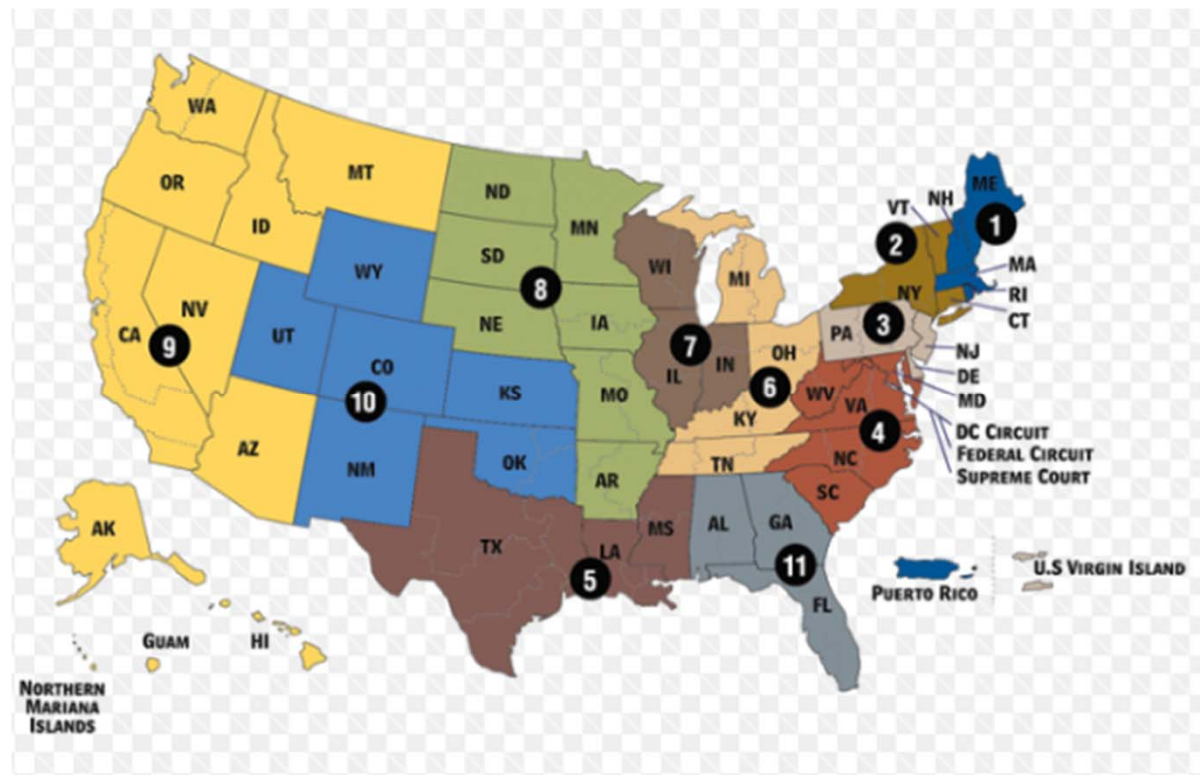 WA
OR
MT
ID
WY
NV
CA
9
UT
CO
10
AZ
NM
ND
SD
MN
8
NE
IA
KS
MO
OK
AR
TX
LA
5
MS
WI
MI
7
IL
IN
OH
6
KY
TN
AL
GA
11
FL
VT
NH
ME
1
2
MA
NY
RI
CT
PA
3
NJ
DE
MD
WV
VA
4
DC CIRCUIT
FEDERAL CIRCUIT
SUPREME COURT
NC
SC
AK
GUAM
HI
NORTHERN
MARIANA
ISLANDS
PUERTO RICO
U.S VIRGIN ISLAND